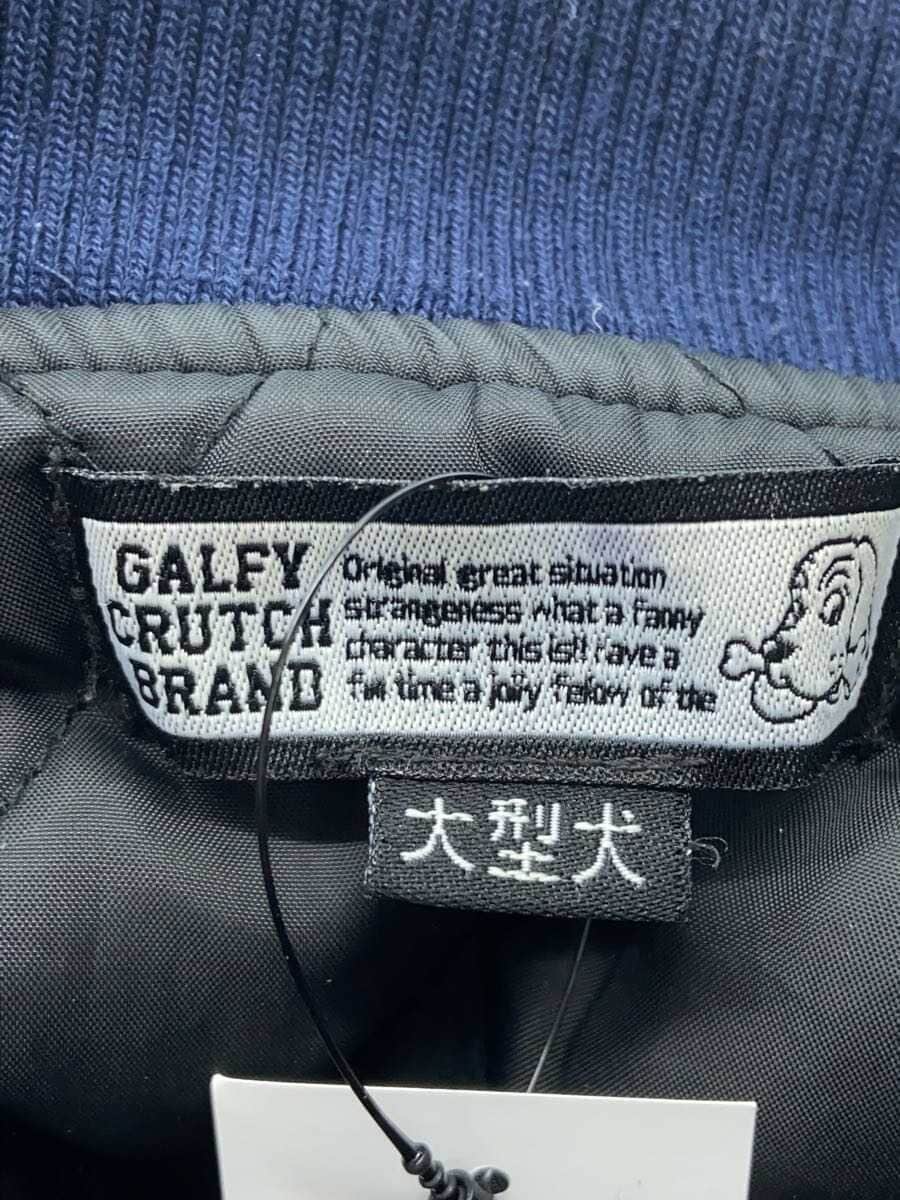 GALFY
CRUTCH
BRAND
Original great situation
strangeness what a fanny
character this is!! have a
full time a jolly fellow of the
大型犬